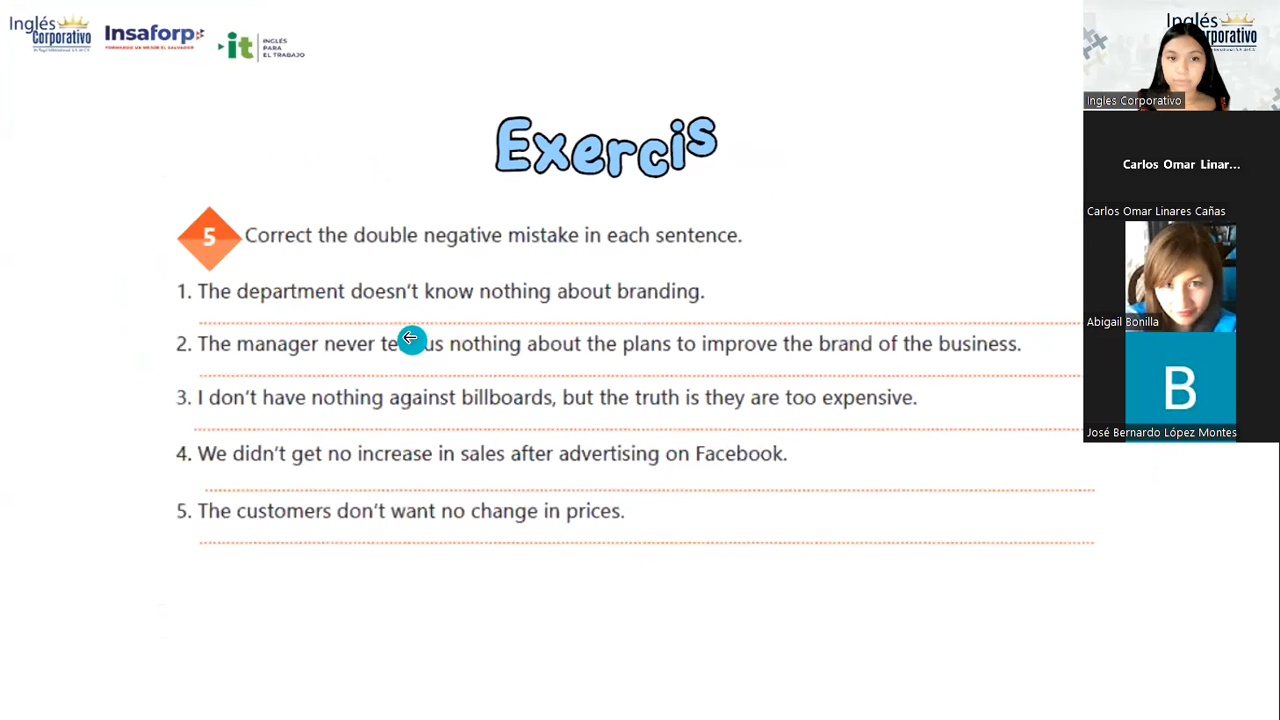 Inglés
Corporativo
Insaforp
FORMANDO UN MEJOR EL SALVADOR
it
INGLÉS
PARA
EL TRABAJO
Inglés
orporativo
Ingles Corporativo
Carlos Omar Linar...
Carlos Omar Linares Cañas
Abigail Bonilla
B
José Bernardo López Montes
Exercis
5
Correct the double negative mistake in each sentence.
1. The department doesn't know nothing about branding.
2. The manager never te us nothing about the plans to improve the brand of the business.
3. I don't have nothing against billboards, but the truth is they are too expensive.
4. We didn't get no increase in sales after advertising on Facebook.
5. The customers don't want no change in prices.